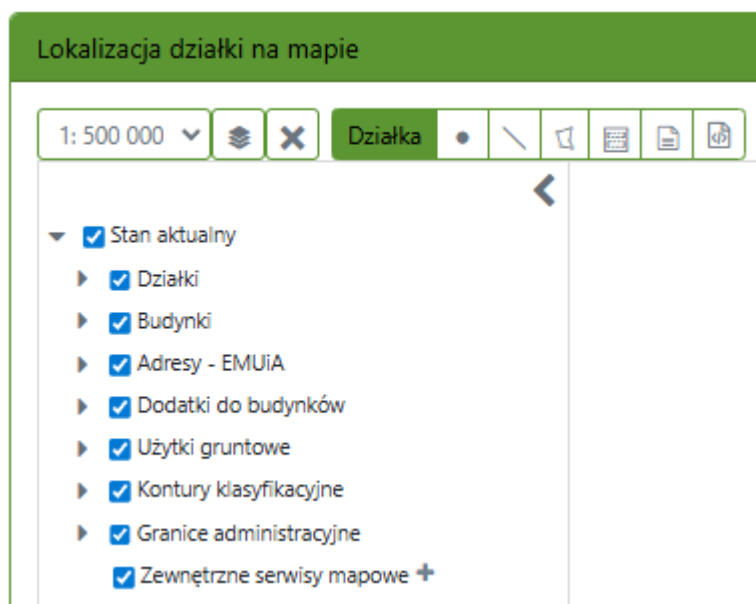 Lokalizacja działki na mapie
1: 500 000 Działka
Stan aktualny
Działki
Budynki
Adresy - EMUiA
Dodatki do budynków
Użytki gruntowe
Kontury klasyfikacyjne
Granice administracyjne
Zewnętrzne serwisy mapowe